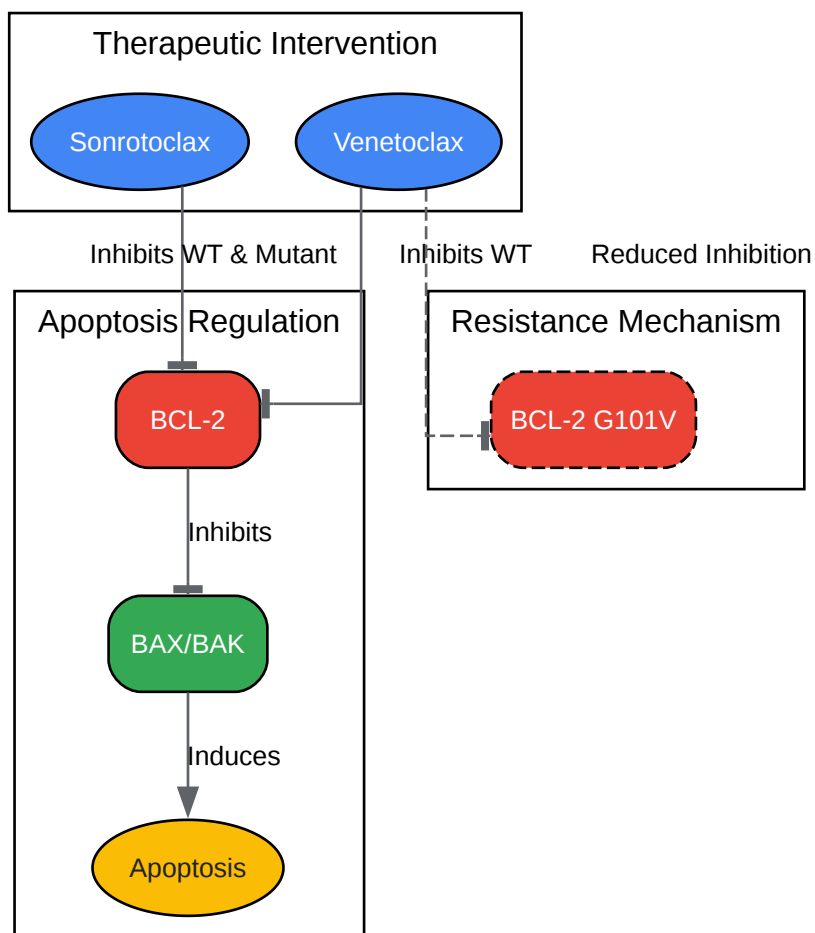 Therapeutic Intervention
Sonrotoclax
Venetoclax
Inhibits WT & Mutant
Inhibits WT
Reduced Inhibition
Apoptosis Regulation
Resistance Mechanism
BCL-2
BCL-2 G101V
Inhibits
BAX/BAK
Induces
Apoptosis